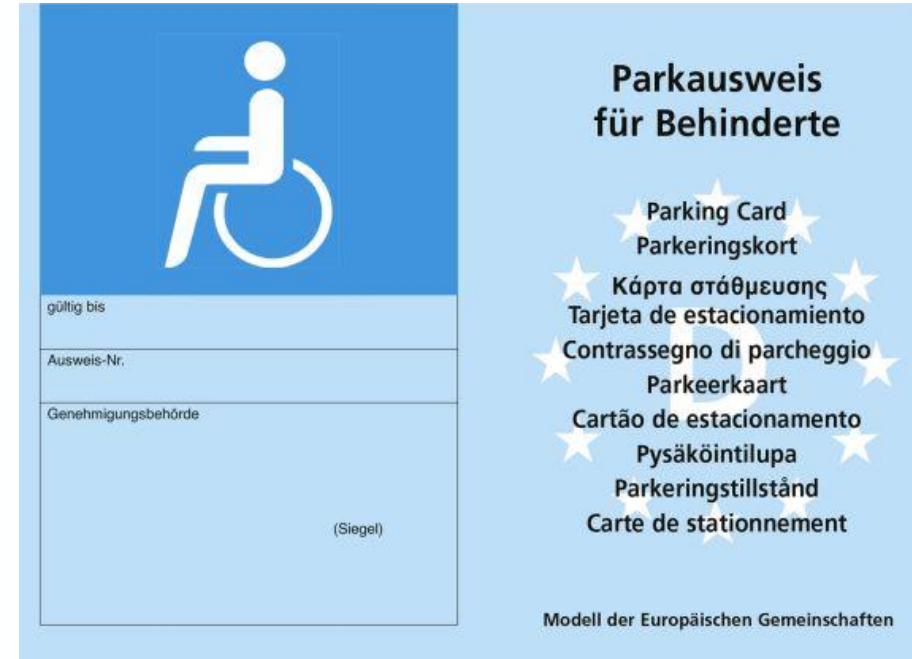 gültig bis
Ausweis-Nr.
Genehmigungsbehörde
(Siegel)
Parkausweis
für Behinderte
Parking Card
Parkeringskort
Κάρτα στάθμευσης
Tarjeta de estacionamiento
Contrassegno di parcheggio
Parkeerkaart
Cartão de estacionamento
Pysäköintilupa
Parkeringstillstånd
Carte de stationnement
D
Modell der Europäischen Gemeinschaften